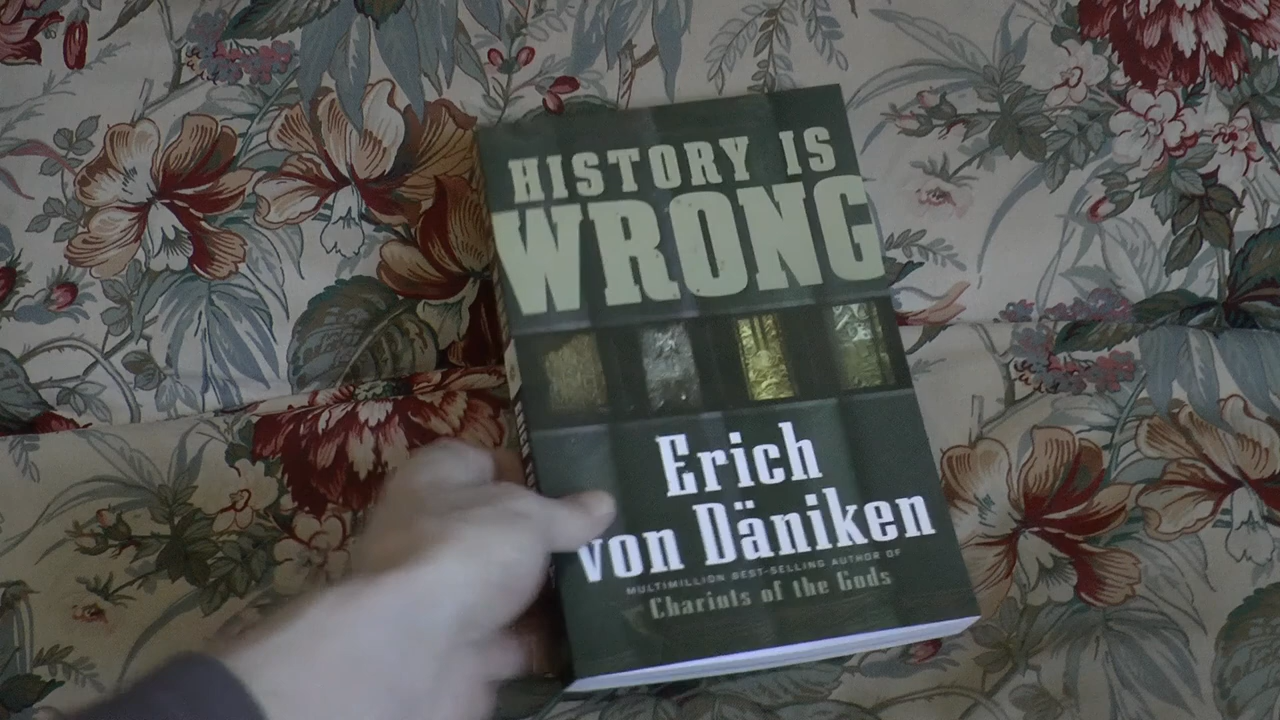 HISTORY IS
WRONG
Erich
von Däniken
MULTIMILLION BEST-SELLING AUTHOR OF
Chariots of the Gods